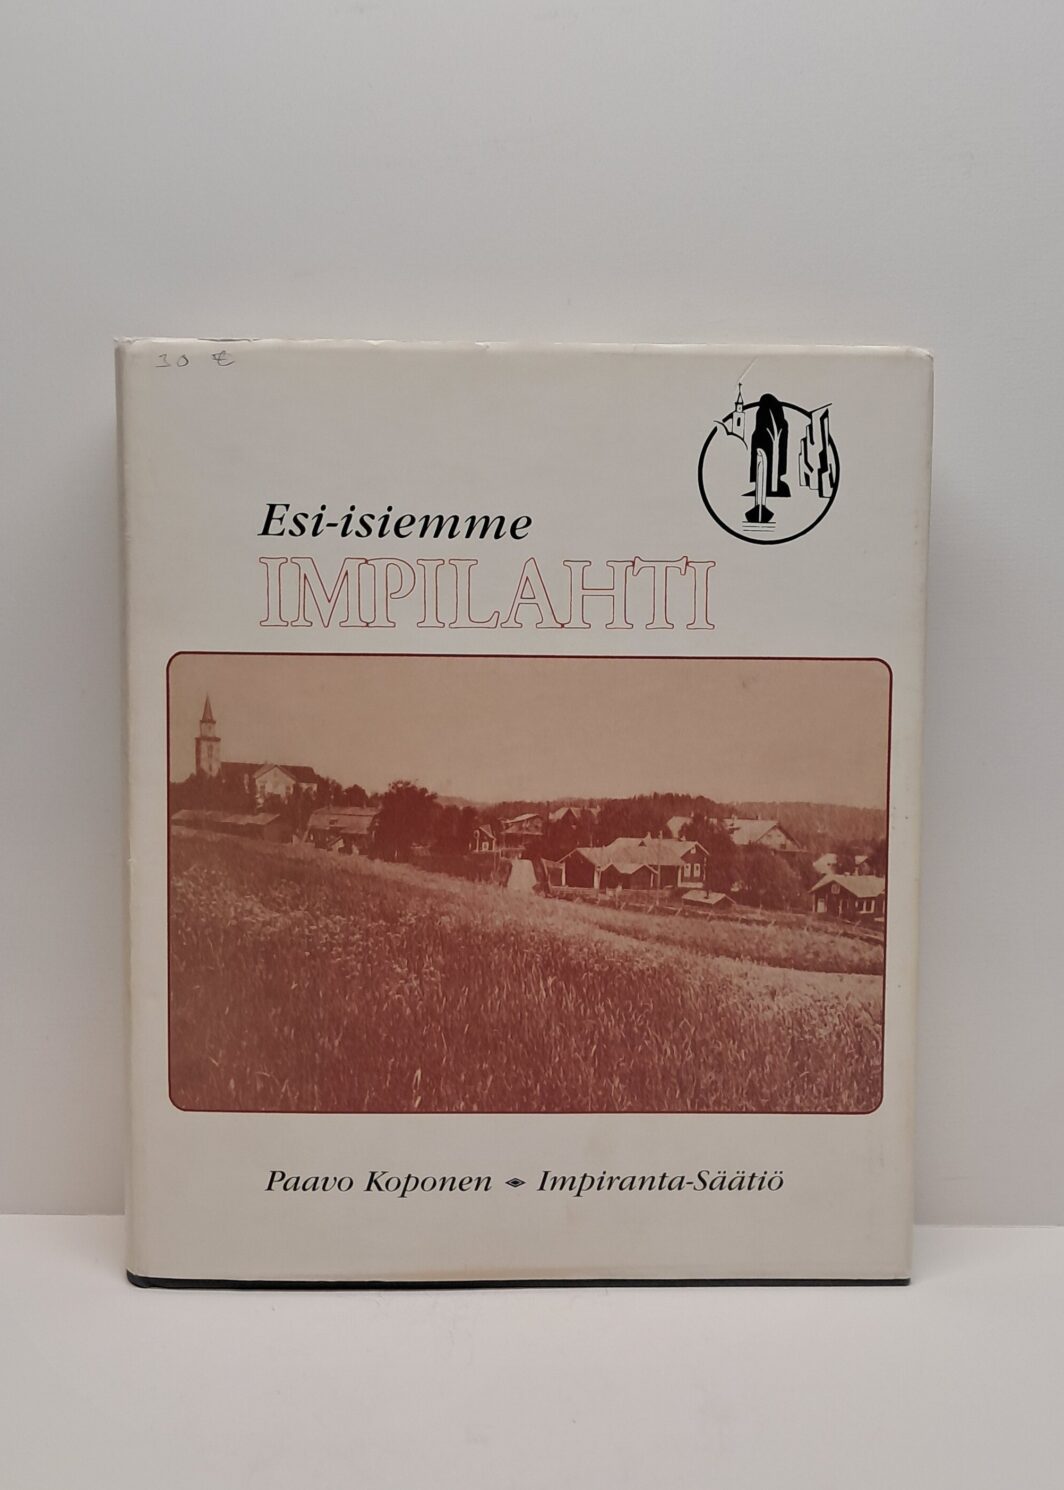 30 €
Esi-isiemme
IMPILAHTI
Paavo Koponen Impiranta-Säätiö